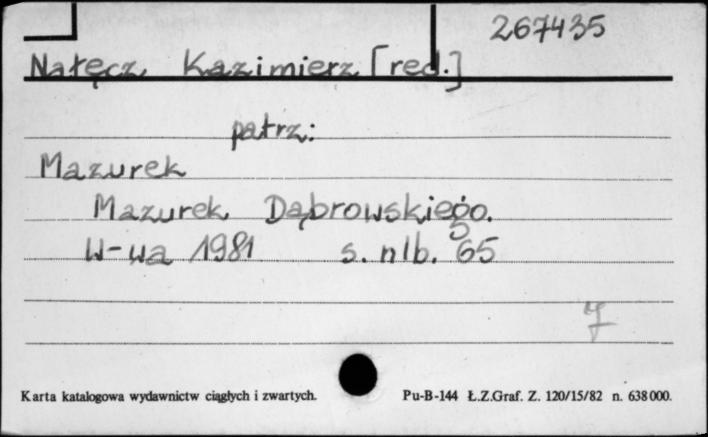 267435
Nałęcz, Kazimierz [red.]
patrz:
Mazurek
Mazurek Dąbrowskiego.
W-wa 1981 s. nlb. 65
7
Karta katalogowa wydawnictw ciągłych i zwartych. Pu-B-144 Ł.Z.Graf. Z. 120/15/82 n. 638 000.